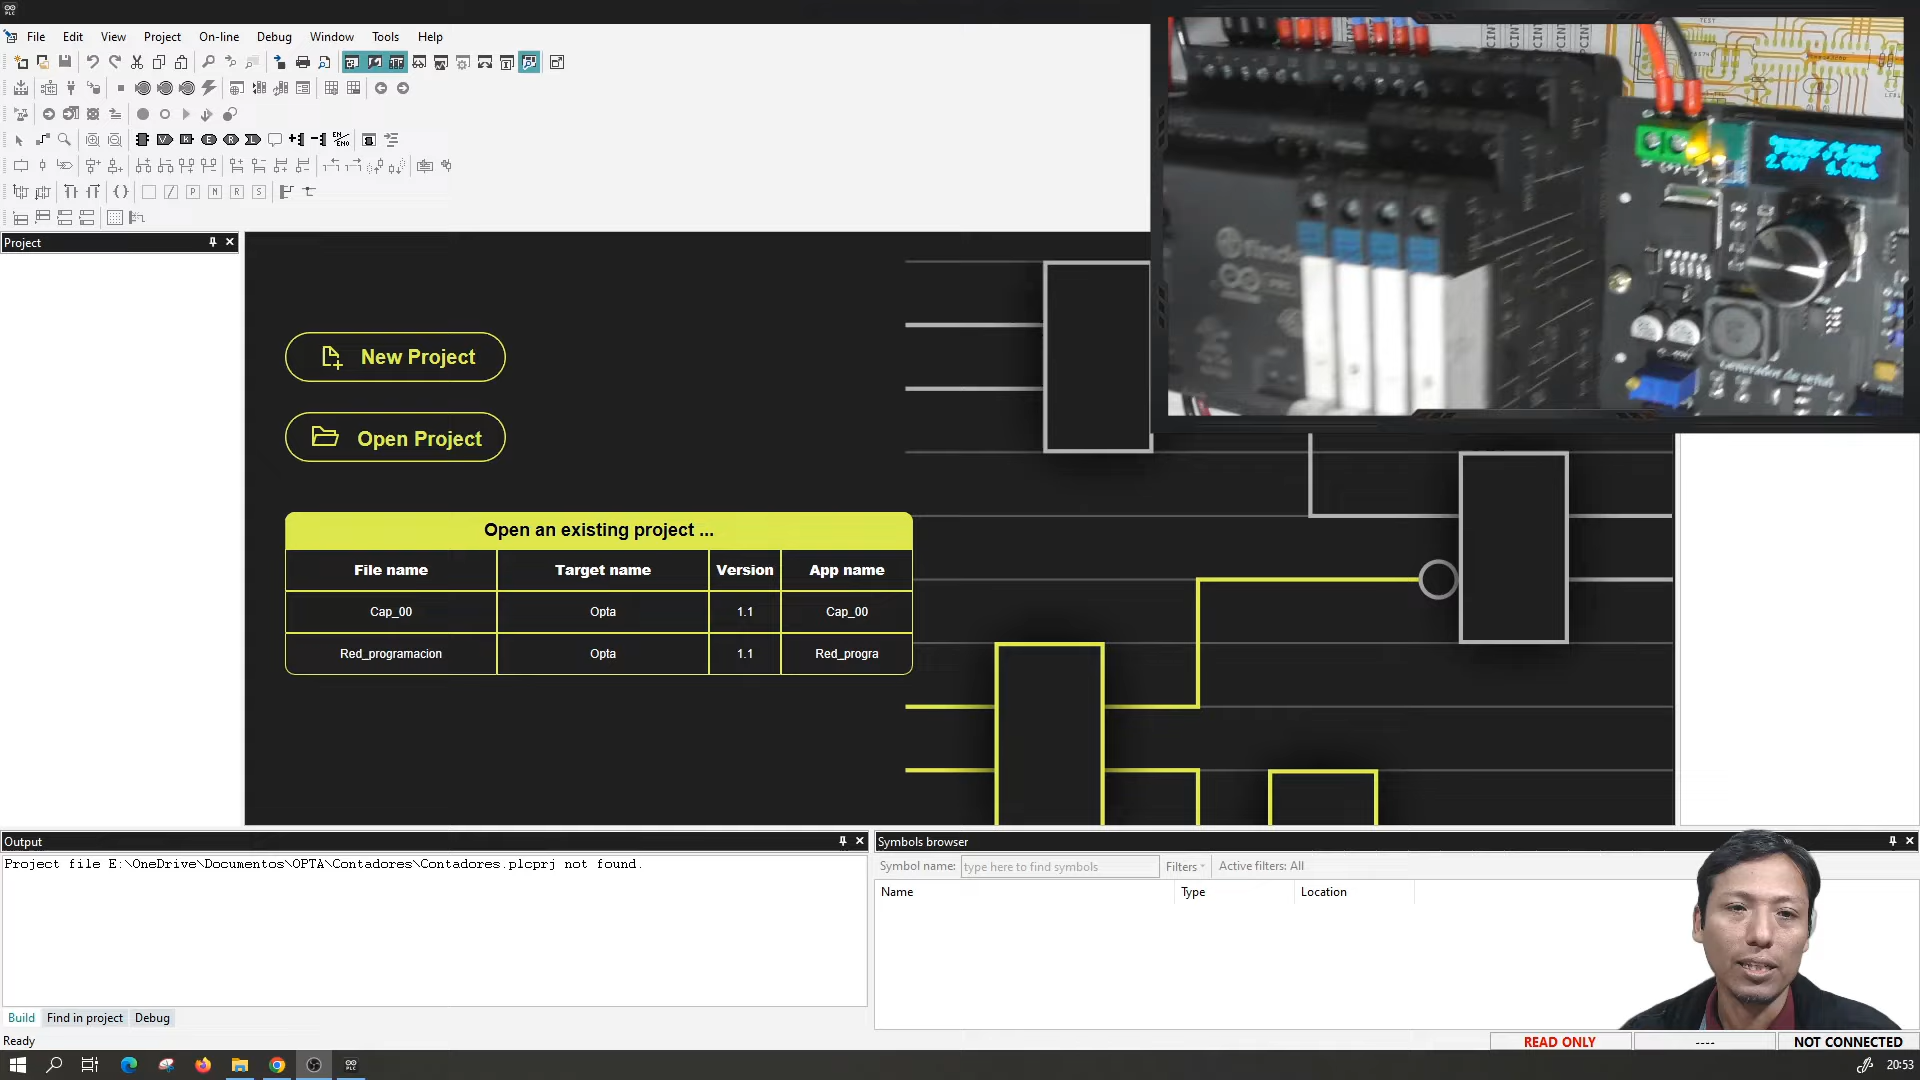 File Edit View Project On-line Debug Window Tools Help
Project
New Project
Open Project
Open an existing project ...
File name Target name Version App name
Cap_00 Opta 1.1 Cap_00
Red_programacion Opta 1.1 Red_progra
Output
Project file E:\OneDrive\Documentos\OPTA\Contadores\Contadores.plcprj not found.
Build Find in project Debug
Symbols browser
Symbol name: type here to find symbols Filters Active filters: All
Name Type Location
Ready
READ ONLY ---- NOT CONNECTED
20:53
Generador de señal